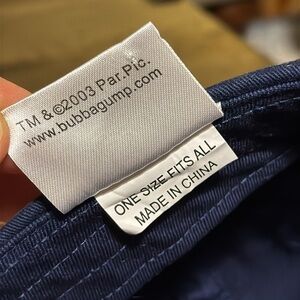 TM & ©2003 Par.Pic.
www.bubbagump.com
ONE SIZE FITS ALL
MADE IN CHINA